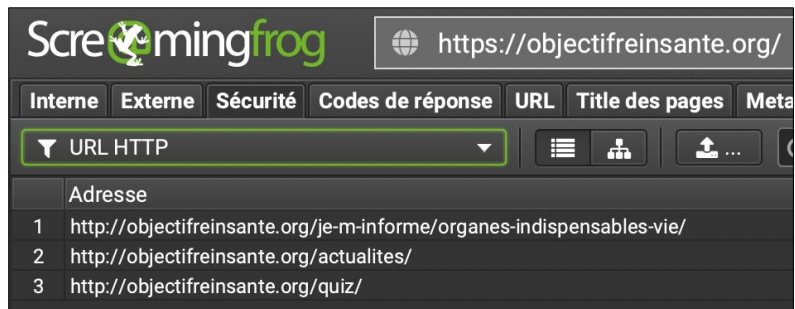 Screamingfrog https://objectifreinsante.org/
Interne Externe Sécurité Codes de réponse URL Title des pages Meta
URL HTTP ...
Adresse
1 http://objectifreinsante.org/je-m-informe/organes-indispensables-vie/
2 http://objectifreinsante.org/actualites/
3 http://objectifreinsante.org/quiz/